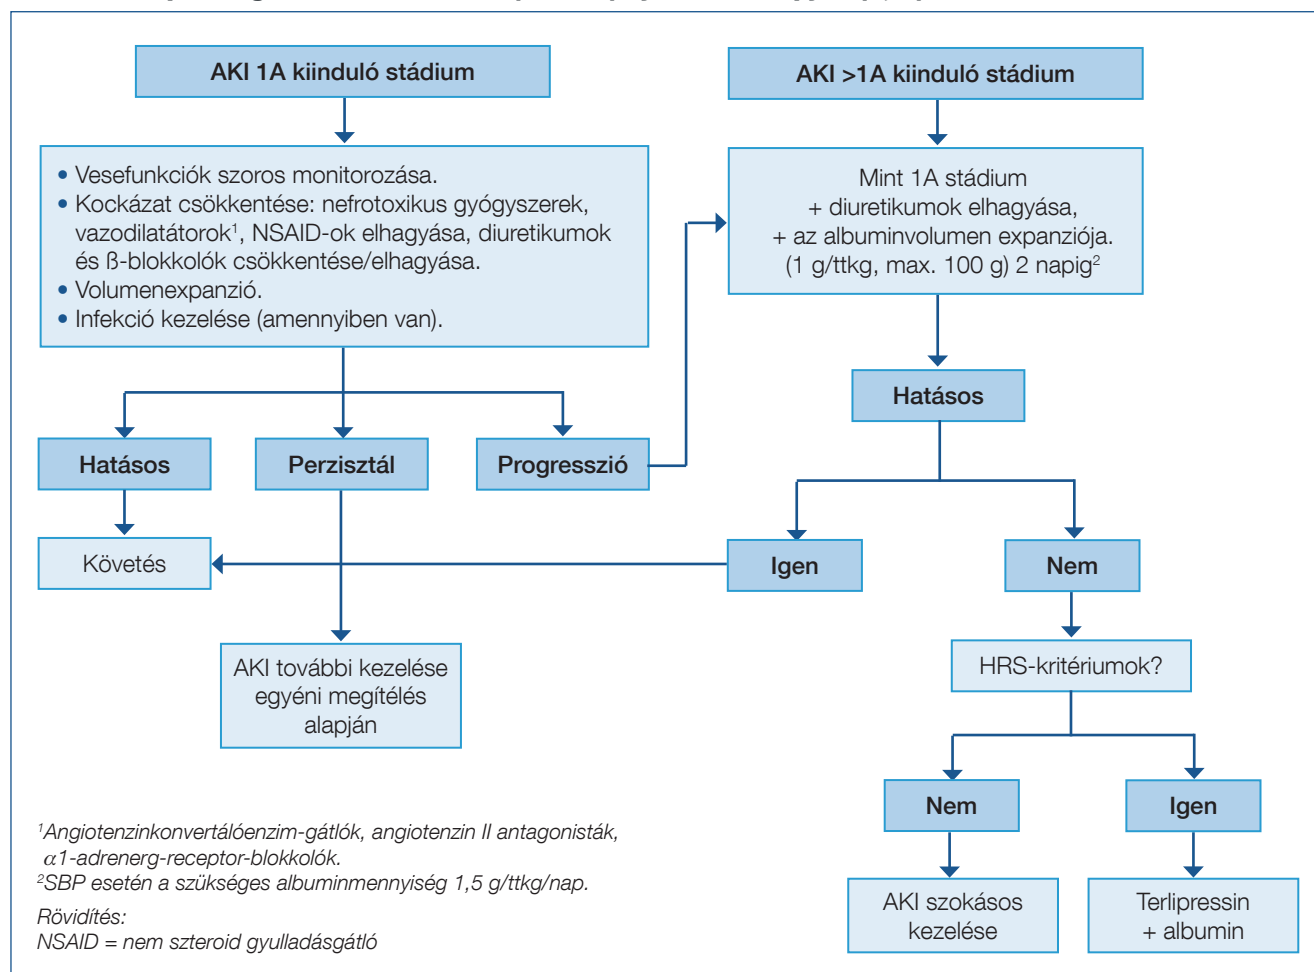 AKI 1A kiinduló stádium
• Vesefunkciók szoros monitorozása.
• Kockázat csökkentése: nefrotoxikus gyógyszerek,
vazodilatátorok¹, NSAID-ok elhagyása, diuretikumok
és ß-blokkolók csökkentése/elhagyása.
• Volumenexpanzió.
• Infekció kezelése (amennyiben van).
Hatásos
Perzisztál
Progresszió
Követés
AKI további kezelése
egyéni megítélés
alapján
AKI >1A kiinduló stádium
Mint 1A stádium
+ diuretikumok elhagyása,
+ az albuminvolumen expanziója.
(1 g/ttkg, max. 100 g) 2 napig²
Hatásos
Igen
Nem
HRS-kritériumok?
Nem
Igen
AKI szokásos
kezelése
Terlipressin
+ albumin
¹Angiotenzinkonvertálóenzim-gátlók, angiotenzin II antagonisták,
α1-adrenerg-receptor-blokkolók.
²SBP esetén a szükséges albuminmennyiség 1,5 g/ttkg/nap.
Rövidítés:
NSAID = nem szteroid gyulladásgátló